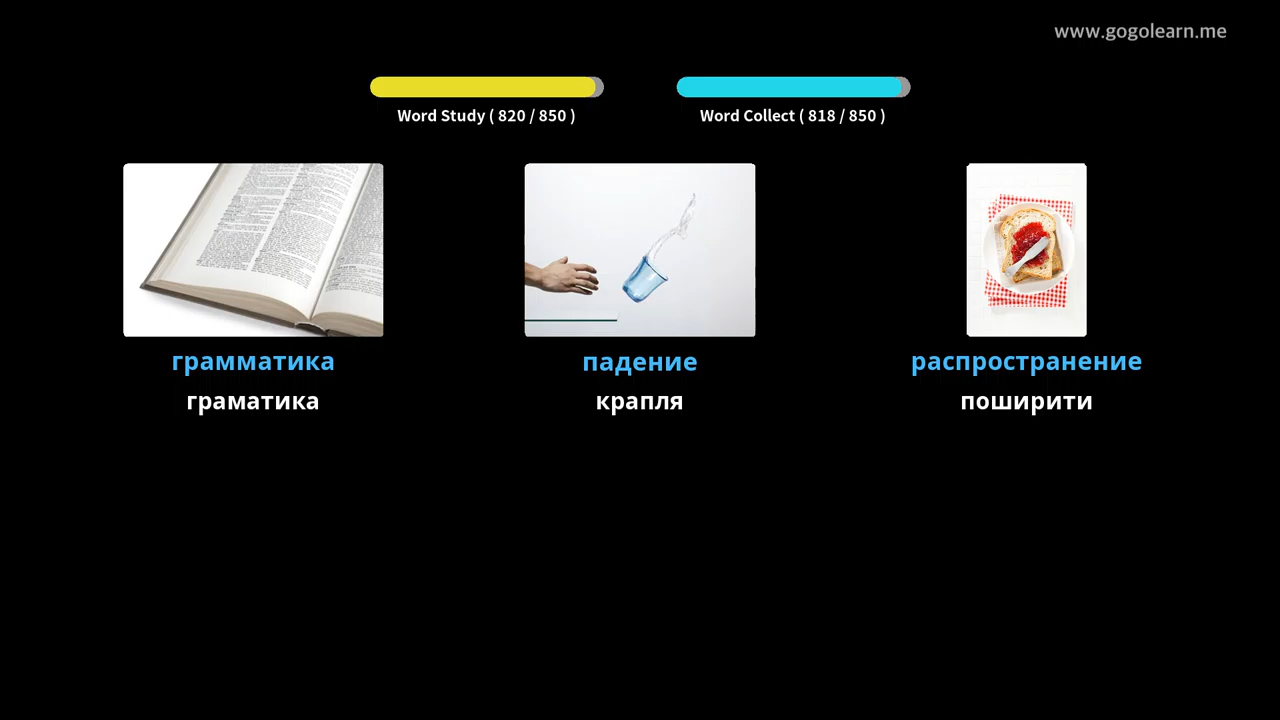 www.gogolearn.me
Word Study ( 820 / 850 )
Word Collect ( 818 / 850 )
грамматика
падение
распространение
граматика
крапля
поширити